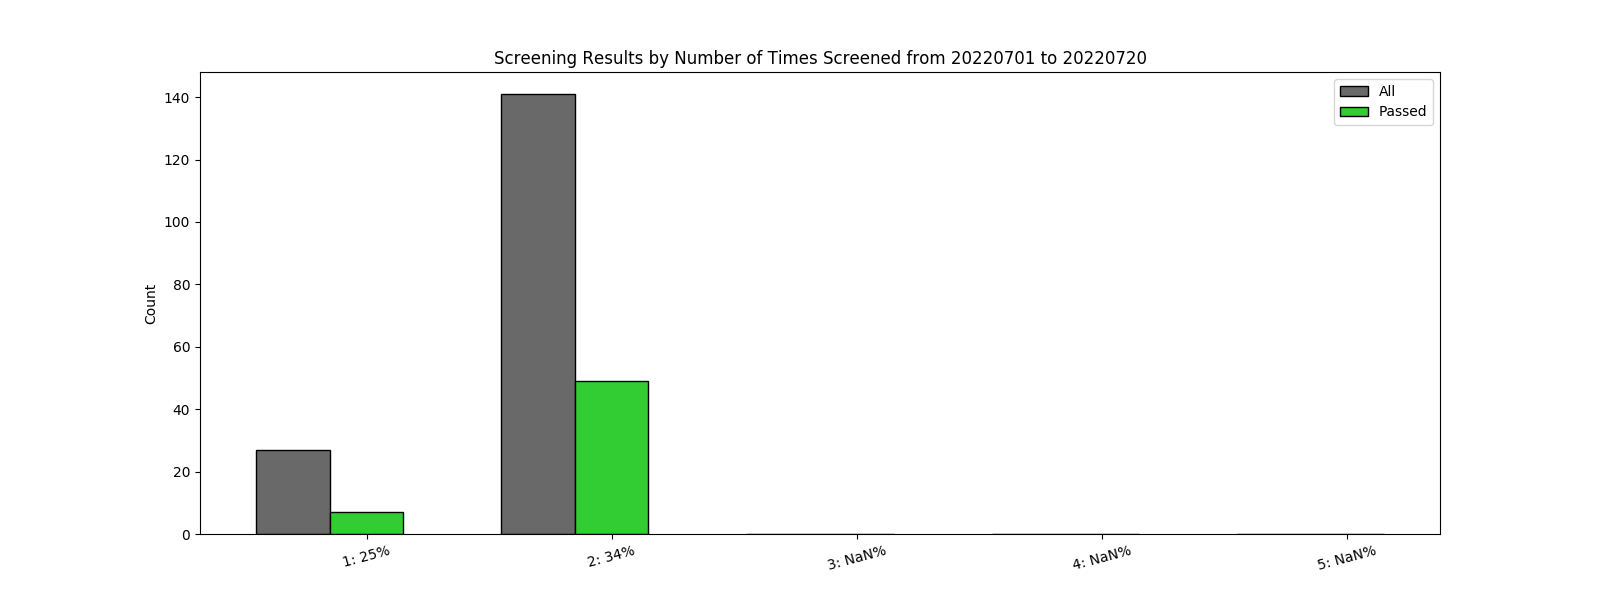 Screening Results by Number of Times Screened from 20220701 to 20220720
All
Passed
Count
140
120
100
80
60
40
20
0
1: 25%
2: 34%
3: NaN%
4: NaN%
5: NaN%